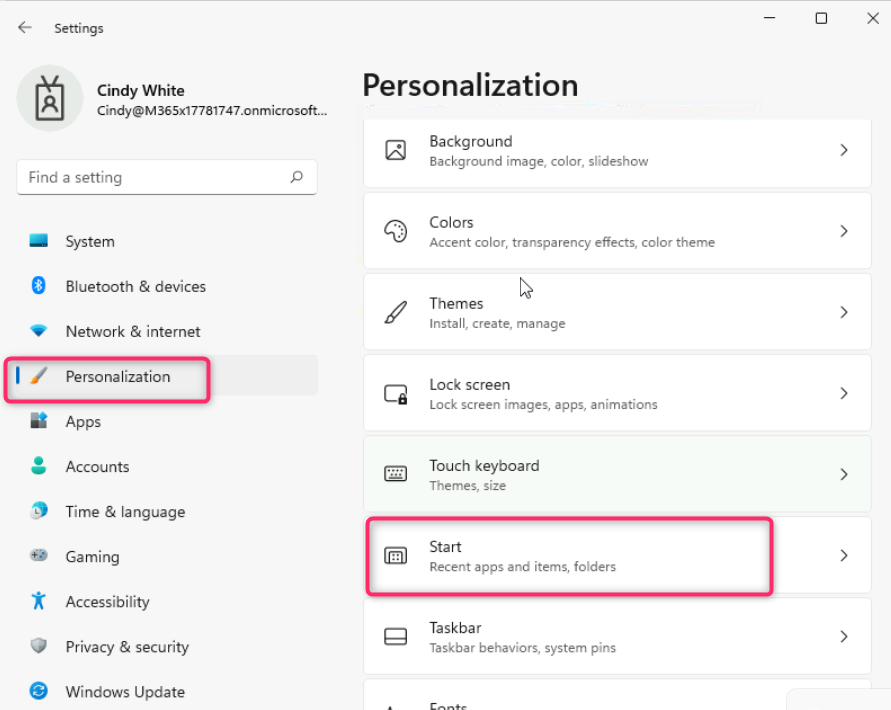 Settings
Cindy White
Cindy@M365x17781747.onmicrosoft...
Find a setting
System
Bluetooth & devices
Network & internet
Personalization
Apps
Accounts
Time & language
Gaming
Accessibility
Privacy & security
Windows Update
Personalization
Background
Background image, color, slideshow
Colors
Accent color, transparency effects, color theme
Themes
Install, create, manage
Lock screen
Lock screen images, apps, animations
Touch keyboard
Themes, size
Start
Recent apps and items, folders
Taskbar
Taskbar behaviors, system pins
Fonts